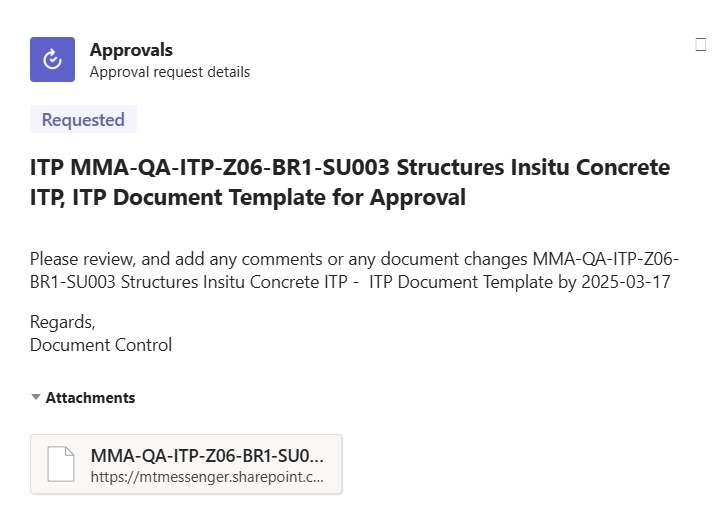 Approvals
Approval request details
Requested
ITP MMA-QA-ITP-Z06-BR1-SU003 Structures Insitu Concrete
ITP, ITP Document Template for Approval
Please review, and add any comments or any document changes MMA-QA-ITP-Z06-
BR1-SU003 Structures Insitu Concrete ITP -  ITP Document Template by 2025-03-17
Regards,
Document Control
Attachments
MMA-QA-ITP-Z06-BR1-SU0...
https://mtmessenger.sharepoint.c...